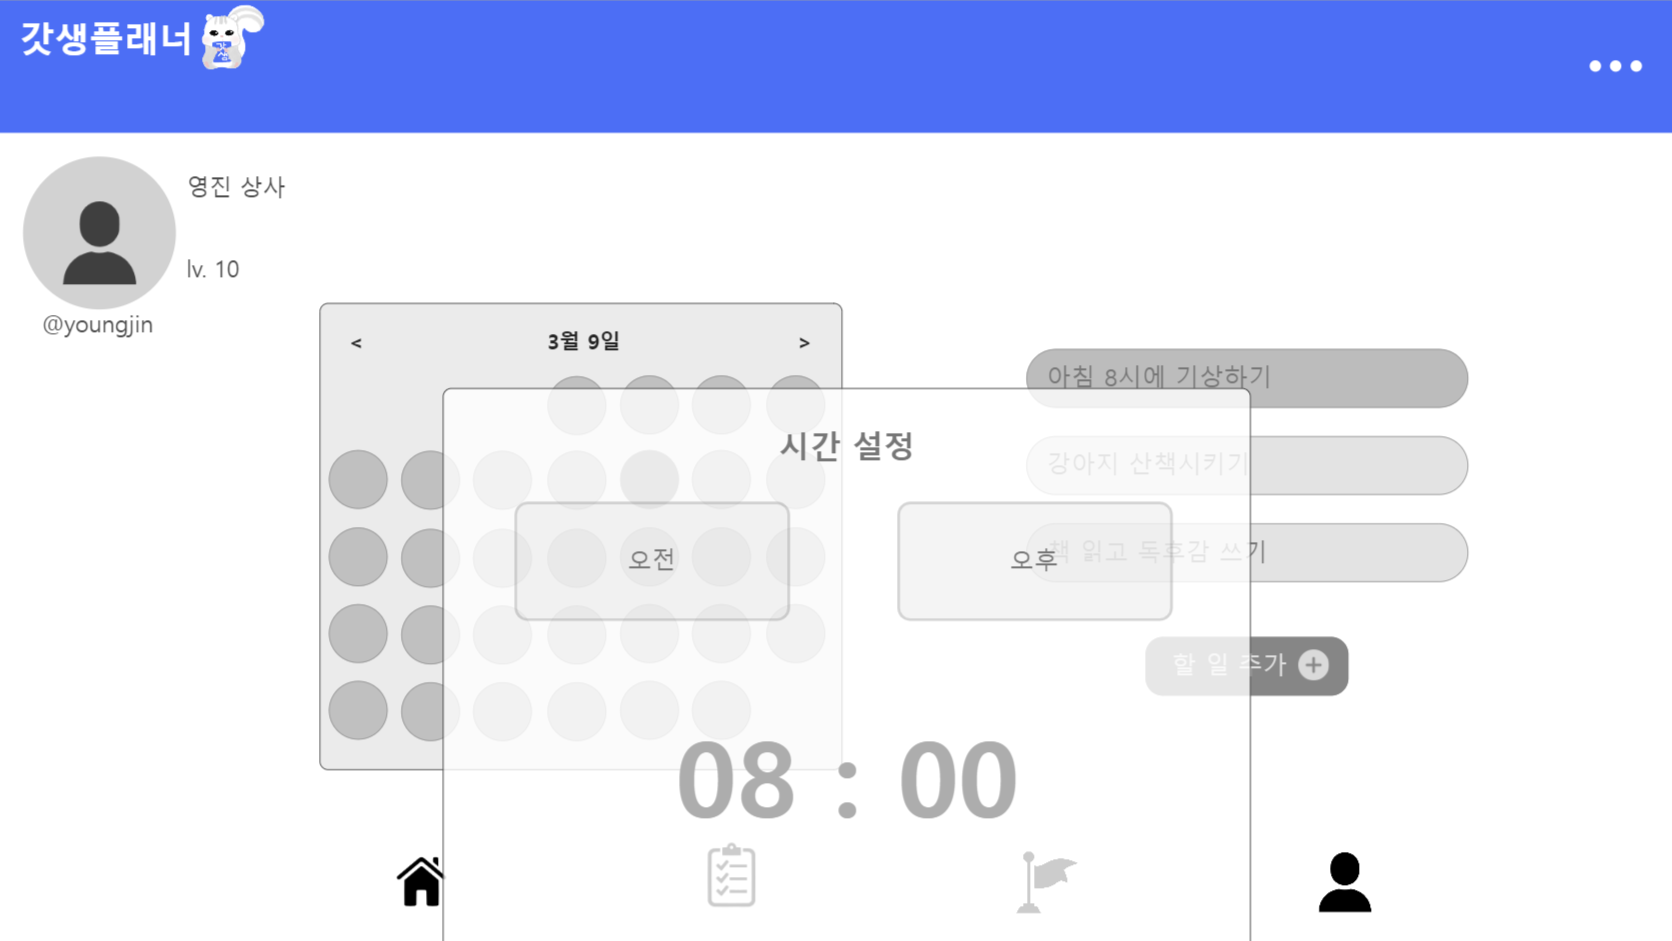 갓생플래너
갓생
영진 상사
lv. 10
@youngjin
< 3월 9일 >
아침 8시에 기상하기
강아지 산책시키기
책 읽고 독후감 쓰기
할 일 추가
시간 설정
오전
오후
08 : 00